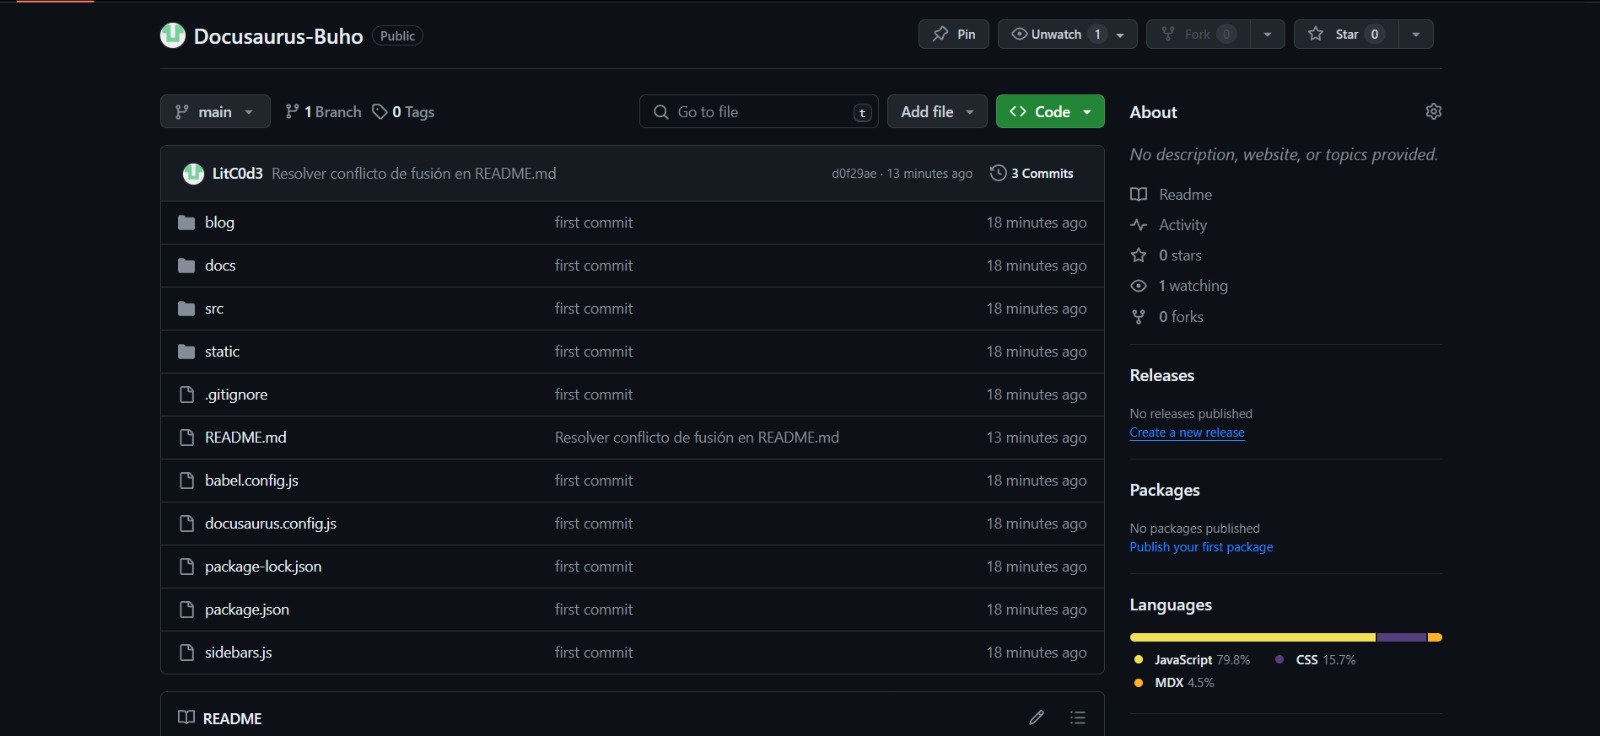 Docusaurus-Buho Public
Pin
Unwatch 1
Fork 0
Star 0
main
1 Branch
0 Tags
Go to file
t
Add file
Code
LitC0d3 Resolver conflicto de fusión en README.md d0f29ae · 13 minutes ago 3 Commits
blog first commit 18 minutes ago
docs first commit 18 minutes ago
src first commit 18 minutes ago
static first commit 18 minutes ago
.gitignore first commit 18 minutes ago
README.md Resolver conflicto de fusión en README.md 13 minutes ago
babel.config.js first commit 18 minutes ago
docusaurus.config.js first commit 18 minutes ago
package-lock.json first commit 18 minutes ago
package.json first commit 18 minutes ago
sidebars.js first commit 18 minutes ago
README
About
No description, website, or topics provided.
Readme
Activity
0 stars
1 watching
0 forks
Releases
No releases published
Create a new release
Packages
No packages published
Publish your first package
Languages
JavaScript 79.8% CSS 15.7%
MDX 4.5%